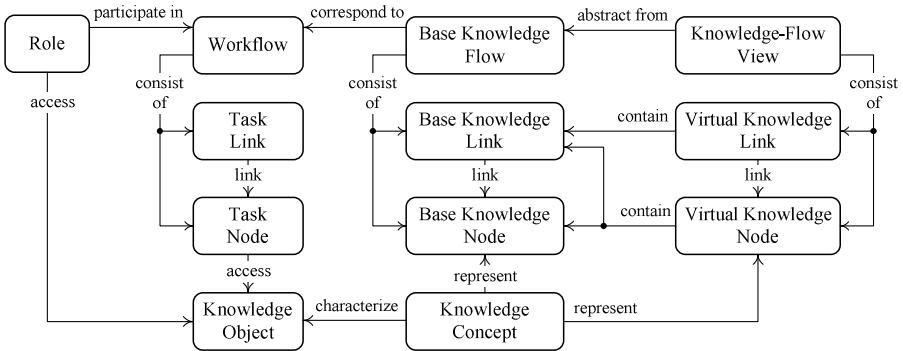 participate in
correspond to
abstract from
Role
Workflow
Base Knowledge
Flow
Knowledge-Flow
View
consist
of
consist
of
consist
of
access
Task
Link
Base Knowledge
Link
contain
Virtual Knowledge
Link
link
link
link
Task
Node
Base Knowledge
Node
contain
Virtual Knowledge
Node
access
represent
Knowledge
Object
characterize
Knowledge
Concept
represent